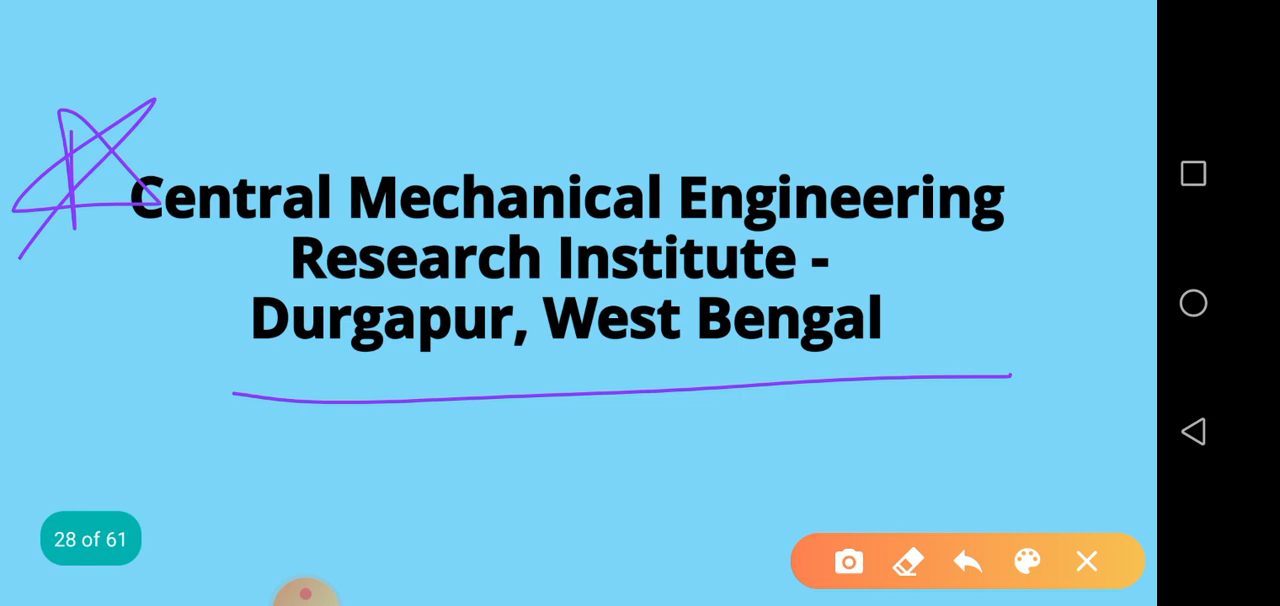 Central Mechanical Engineering
Research Institute -
Durgapur, West Bengal
28 of 61